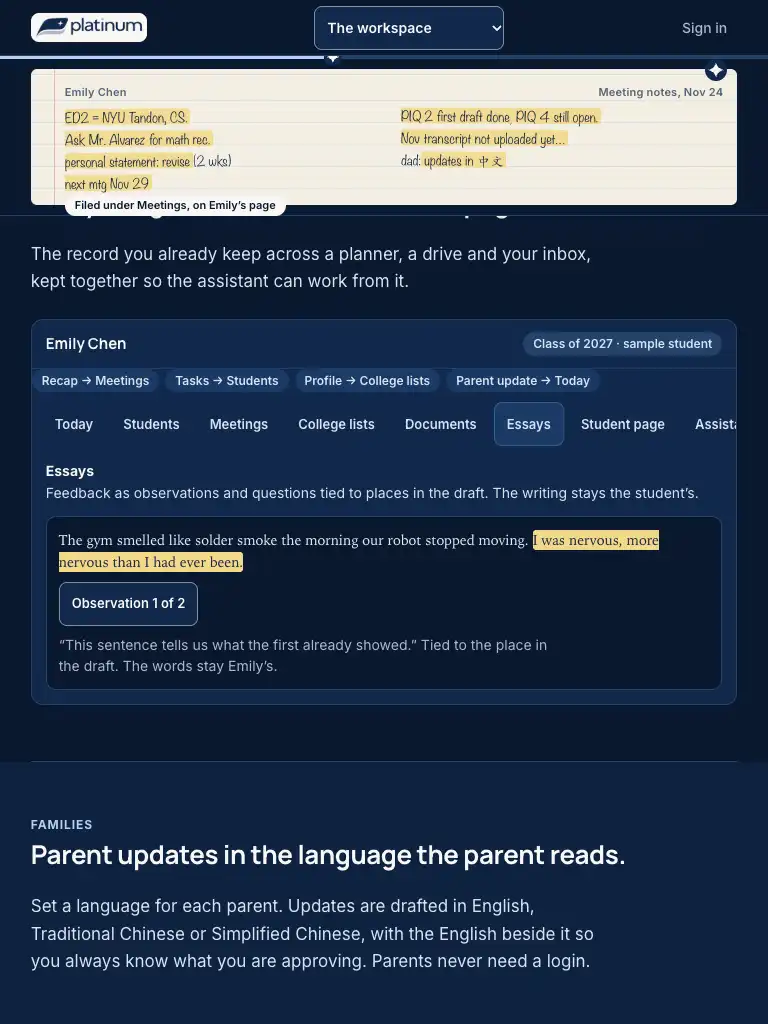 platinum
The workspace
Sign in
Emily Chen
Meeting notes, Nov 24
ED2 = NYU Tandon, CS.
Ask Mr. Alvarez for math rec.
personal statement: revise (2 wks)
next mtg Nov 29
PIQ 2 first draft done, PIQ 4 still open.
Nov transcript not uploaded yet...
dad: updates in 中文
Filed under Meetings, on Emily’s page
The record you already keep across a planner, a drive and your inbox,
kept together so the assistant can work from it.
Emily Chen
Class of 2027 · sample student
Recap → Meetings
Tasks → Students
Profile → College lists
Parent update → Today
Today
Students
Meetings
College lists
Documents
Essays
Student page
Assista
Essays
Feedback as observations and questions tied to places in the draft. The writing stays the student’s.
The gym smelled like solder smoke the morning our robot stopped moving. I was nervous, more
nervous than I had ever been.
Observation 1 of 2
“This sentence tells us what the first already showed.” Tied to the place in
the draft. The words stay Emily’s.
FAMILIES
Parent updates in the language the parent reads.
Set a language for each parent. Updates are drafted in English,
Traditional Chinese or Simplified Chinese, with the English beside it so
you always know what you are approving. Parents never need a login.